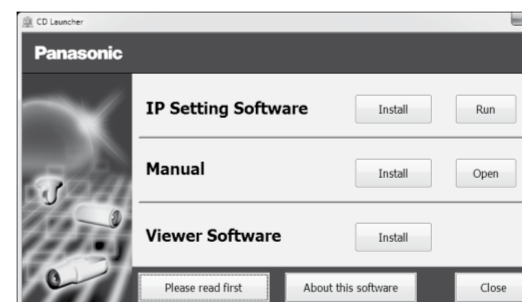 CD Launcher
Panasonic
IP Setting Software Install Run
Manual Install Open
Viewer Software Install
Please read first About this software Close